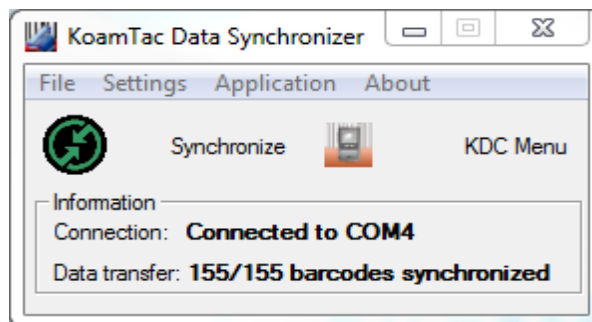 KoamTac Data Synchronizer
File Settings Application About
Synchronize KDC Menu
Information
Connection: Connected to COM4
Data transfer: 155/155 barcodes synchronized